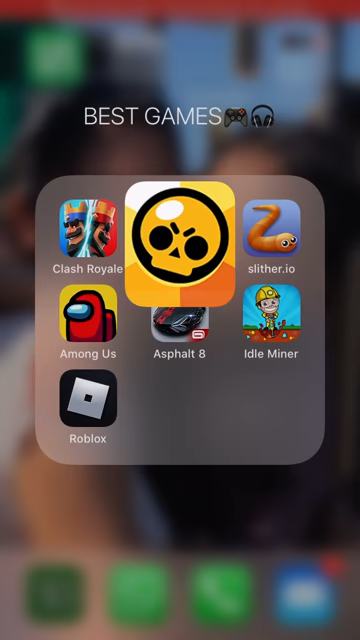 BEST GAMES🎮🎧
Clash Royale
slither.io
Among Us
Asphalt 8
Idle Miner
Roblox